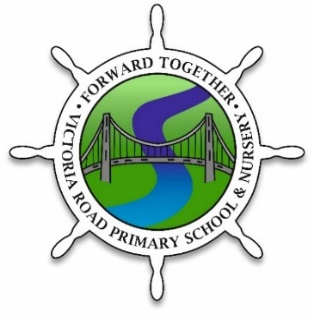 • FORWARD TOGETHER •
VICTORIA ROAD PRIMARY SCHOOL & NURSERY